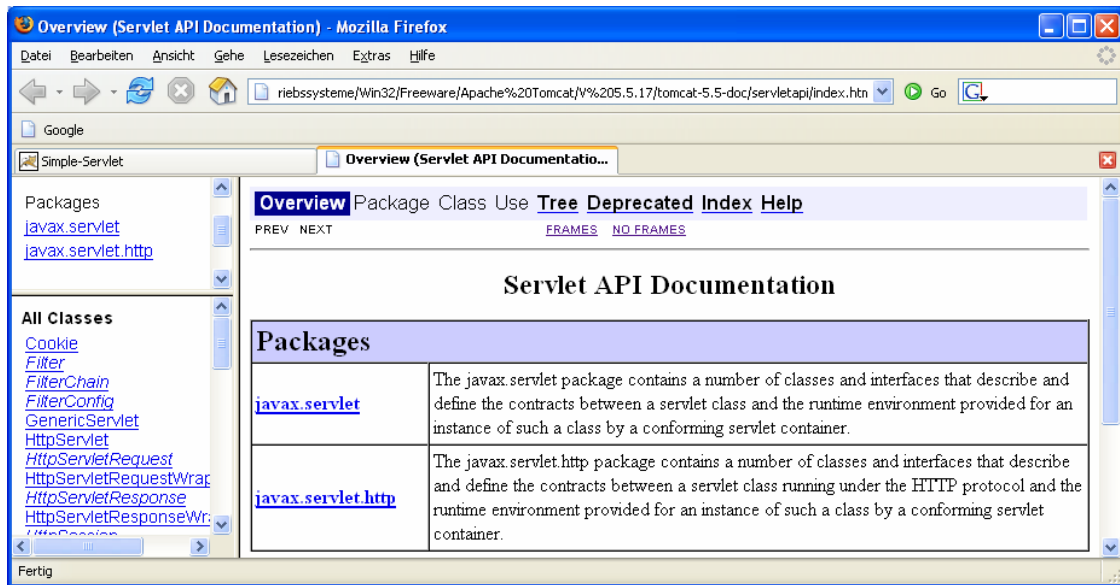 Overview (Servlet API Documentation) - Mozilla Firefox
Datei Bearbeiten Ansicht Gehe Lesezeichen Extras Hilfe
riebssysteme/Win32/Freeware/Apache%20Tomcat/V%205.5.17/tomcat-5.5-doc/servletapi/index.htm Go G
Google
Simple-Servlet Overview (Servlet API Documentatio...
Packages
javax.servlet
javax.servlet.http
All Classes
Cookie
Filter
FilterChain
FilterConfig
GenericServlet
HttpServlet
HttpServletRequest
HttpServletRequestWrap
HttpServletResponse
HttpServletResponseWr
HttpSession
Overview Package Class Use Tree Deprecated Index Help
PREV NEXT FRAMES NO FRAMES
Servlet API Documentation
Packages
javax.servlet
The javax.servlet package contains a number of classes and interfaces that describe and
define the contracts between a servlet class and the runtime environment provided for an
instance of such a class by a conforming servlet container.
javax.servlet.http
The javax.servlet.http package contains a number of classes and interfaces that describe
and define the contracts between a servlet class running under the HTTP protocol and the
runtime environment provided for an instance of such a class by a conforming servlet
container.
Fertig